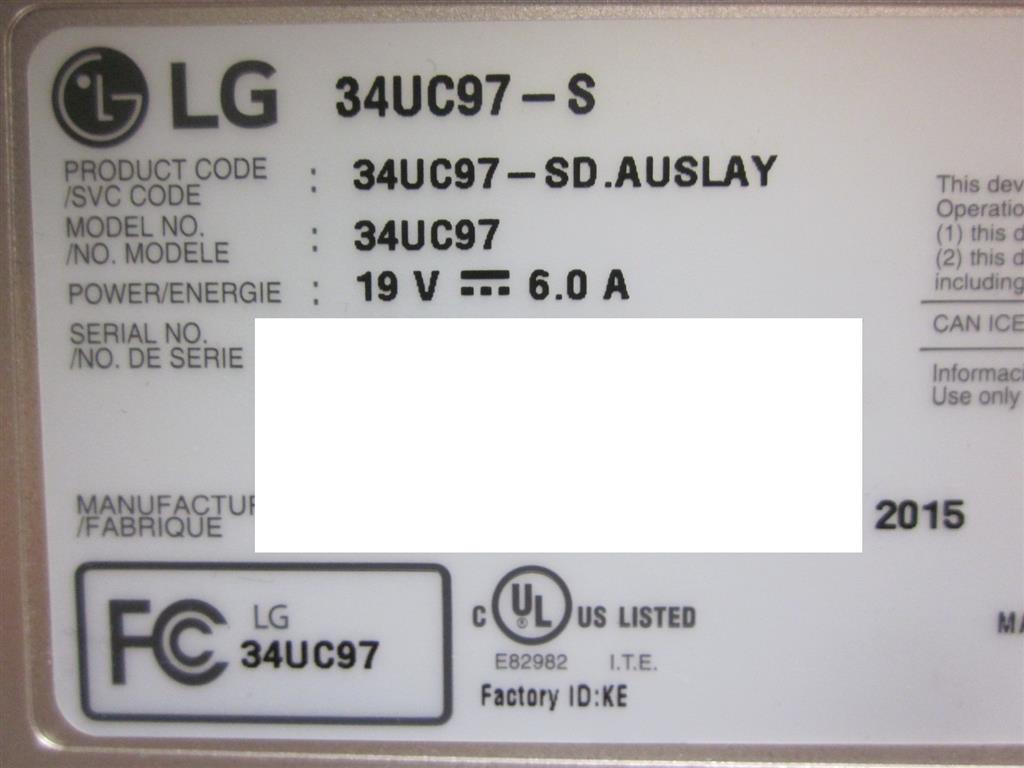 LG 34UC97-S
PRODUCT CODE
/SVC CODE : 34UC97-SD.AUSLAY
MODEL NO.
/NO. MODELE : 34UC97
POWER/ENERGIE : 19 V ⎓ 6.0 A
SERIAL NO.
/NO. DE SERIE
MANUFACTUR
/FABRIQUE 2015
FC LG
34UC97
C UL® US LISTED
E82982 I.T.E.
Factory ID:KE
This dev
Operatio
(1) this d
(2) this d
including
CAN ICE
Informaci
Use only
MA